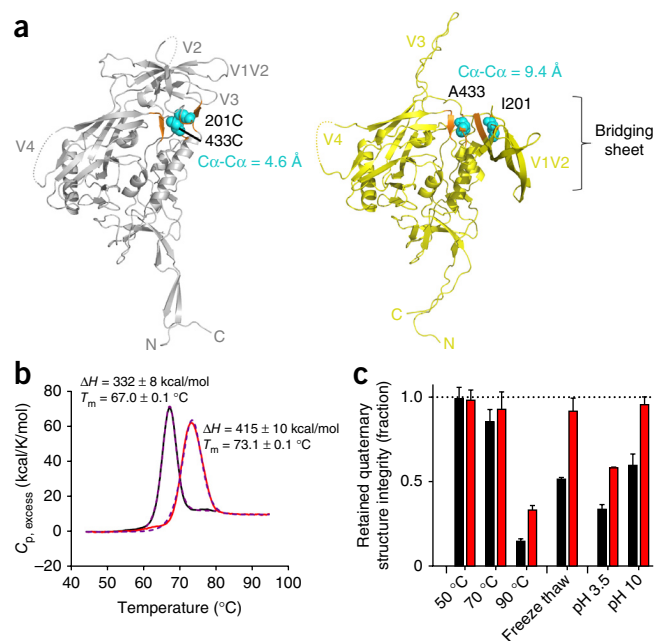 a
V2
V1V2
V3
201C
433C
V4
Cα-Cα = 4.6 Å
N
C
V3
Cα-Cα = 9.4 Å
A433
I201
V4
V1V2
Bridging
sheet
C
N
b
ΔH = 332 ± 8 kcal/mol
Tm = 67.0 ± 0.1 °C
ΔH = 415 ± 10 kcal/mol
Tm = 73.1 ± 0.1 °C
Cp, excess (kcal/K/mol)
80
60
40
20
0
–20
40 50 60 70 80 90 100
Temperature (°C)
c
Retained quaternary
structure integrity (fraction)
1.0
0.5
0
50 °C
70 °C
90 °C
Freeze thaw
pH 3.5
pH 10